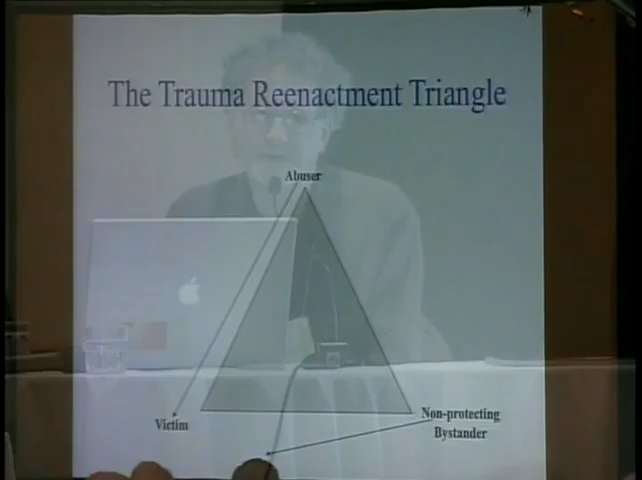 The Trauma Reenactment Triangle
Abuser
Victim
Non-protecting
Bystander